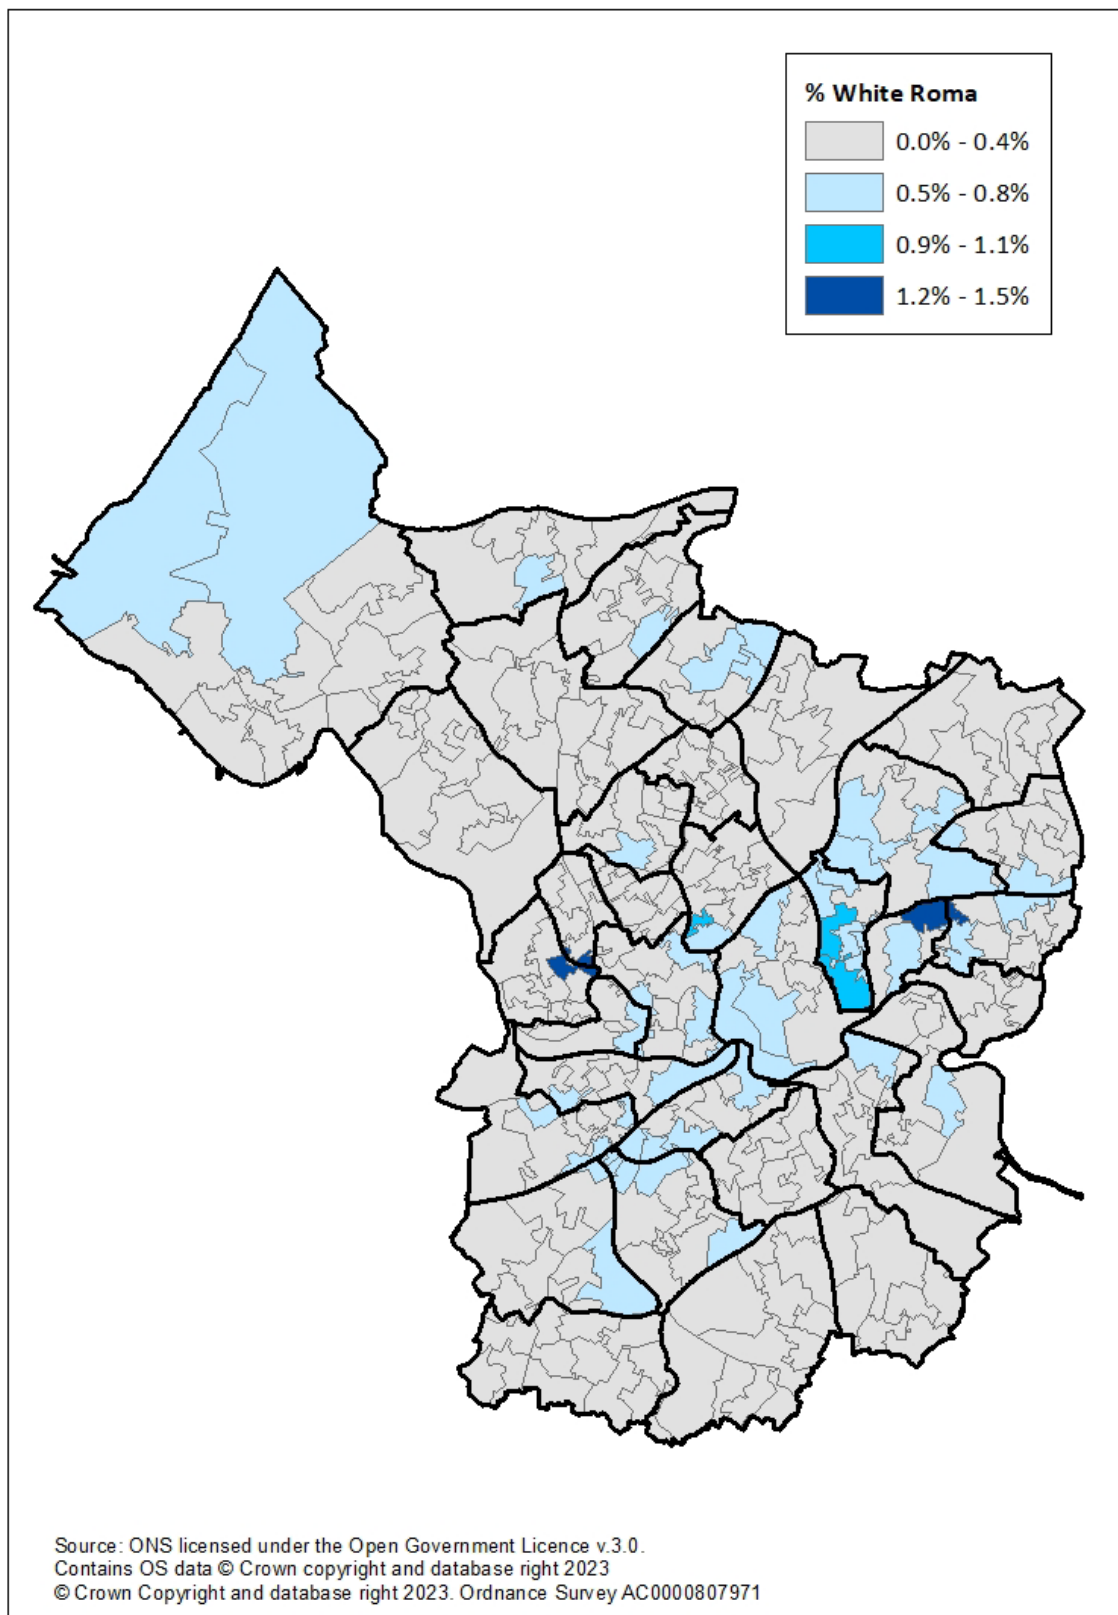 % White Roma
0.0% - 0.4%
0.5% - 0.8%
0.9% - 1.1%
1.2% - 1.5%
Source: ONS licensed under the Open Government Licence v.3.0.
Contains OS data © Crown copyright and database right 2023
© Crown Copyright and database right 2023. Ordnance Survey AC0000807971